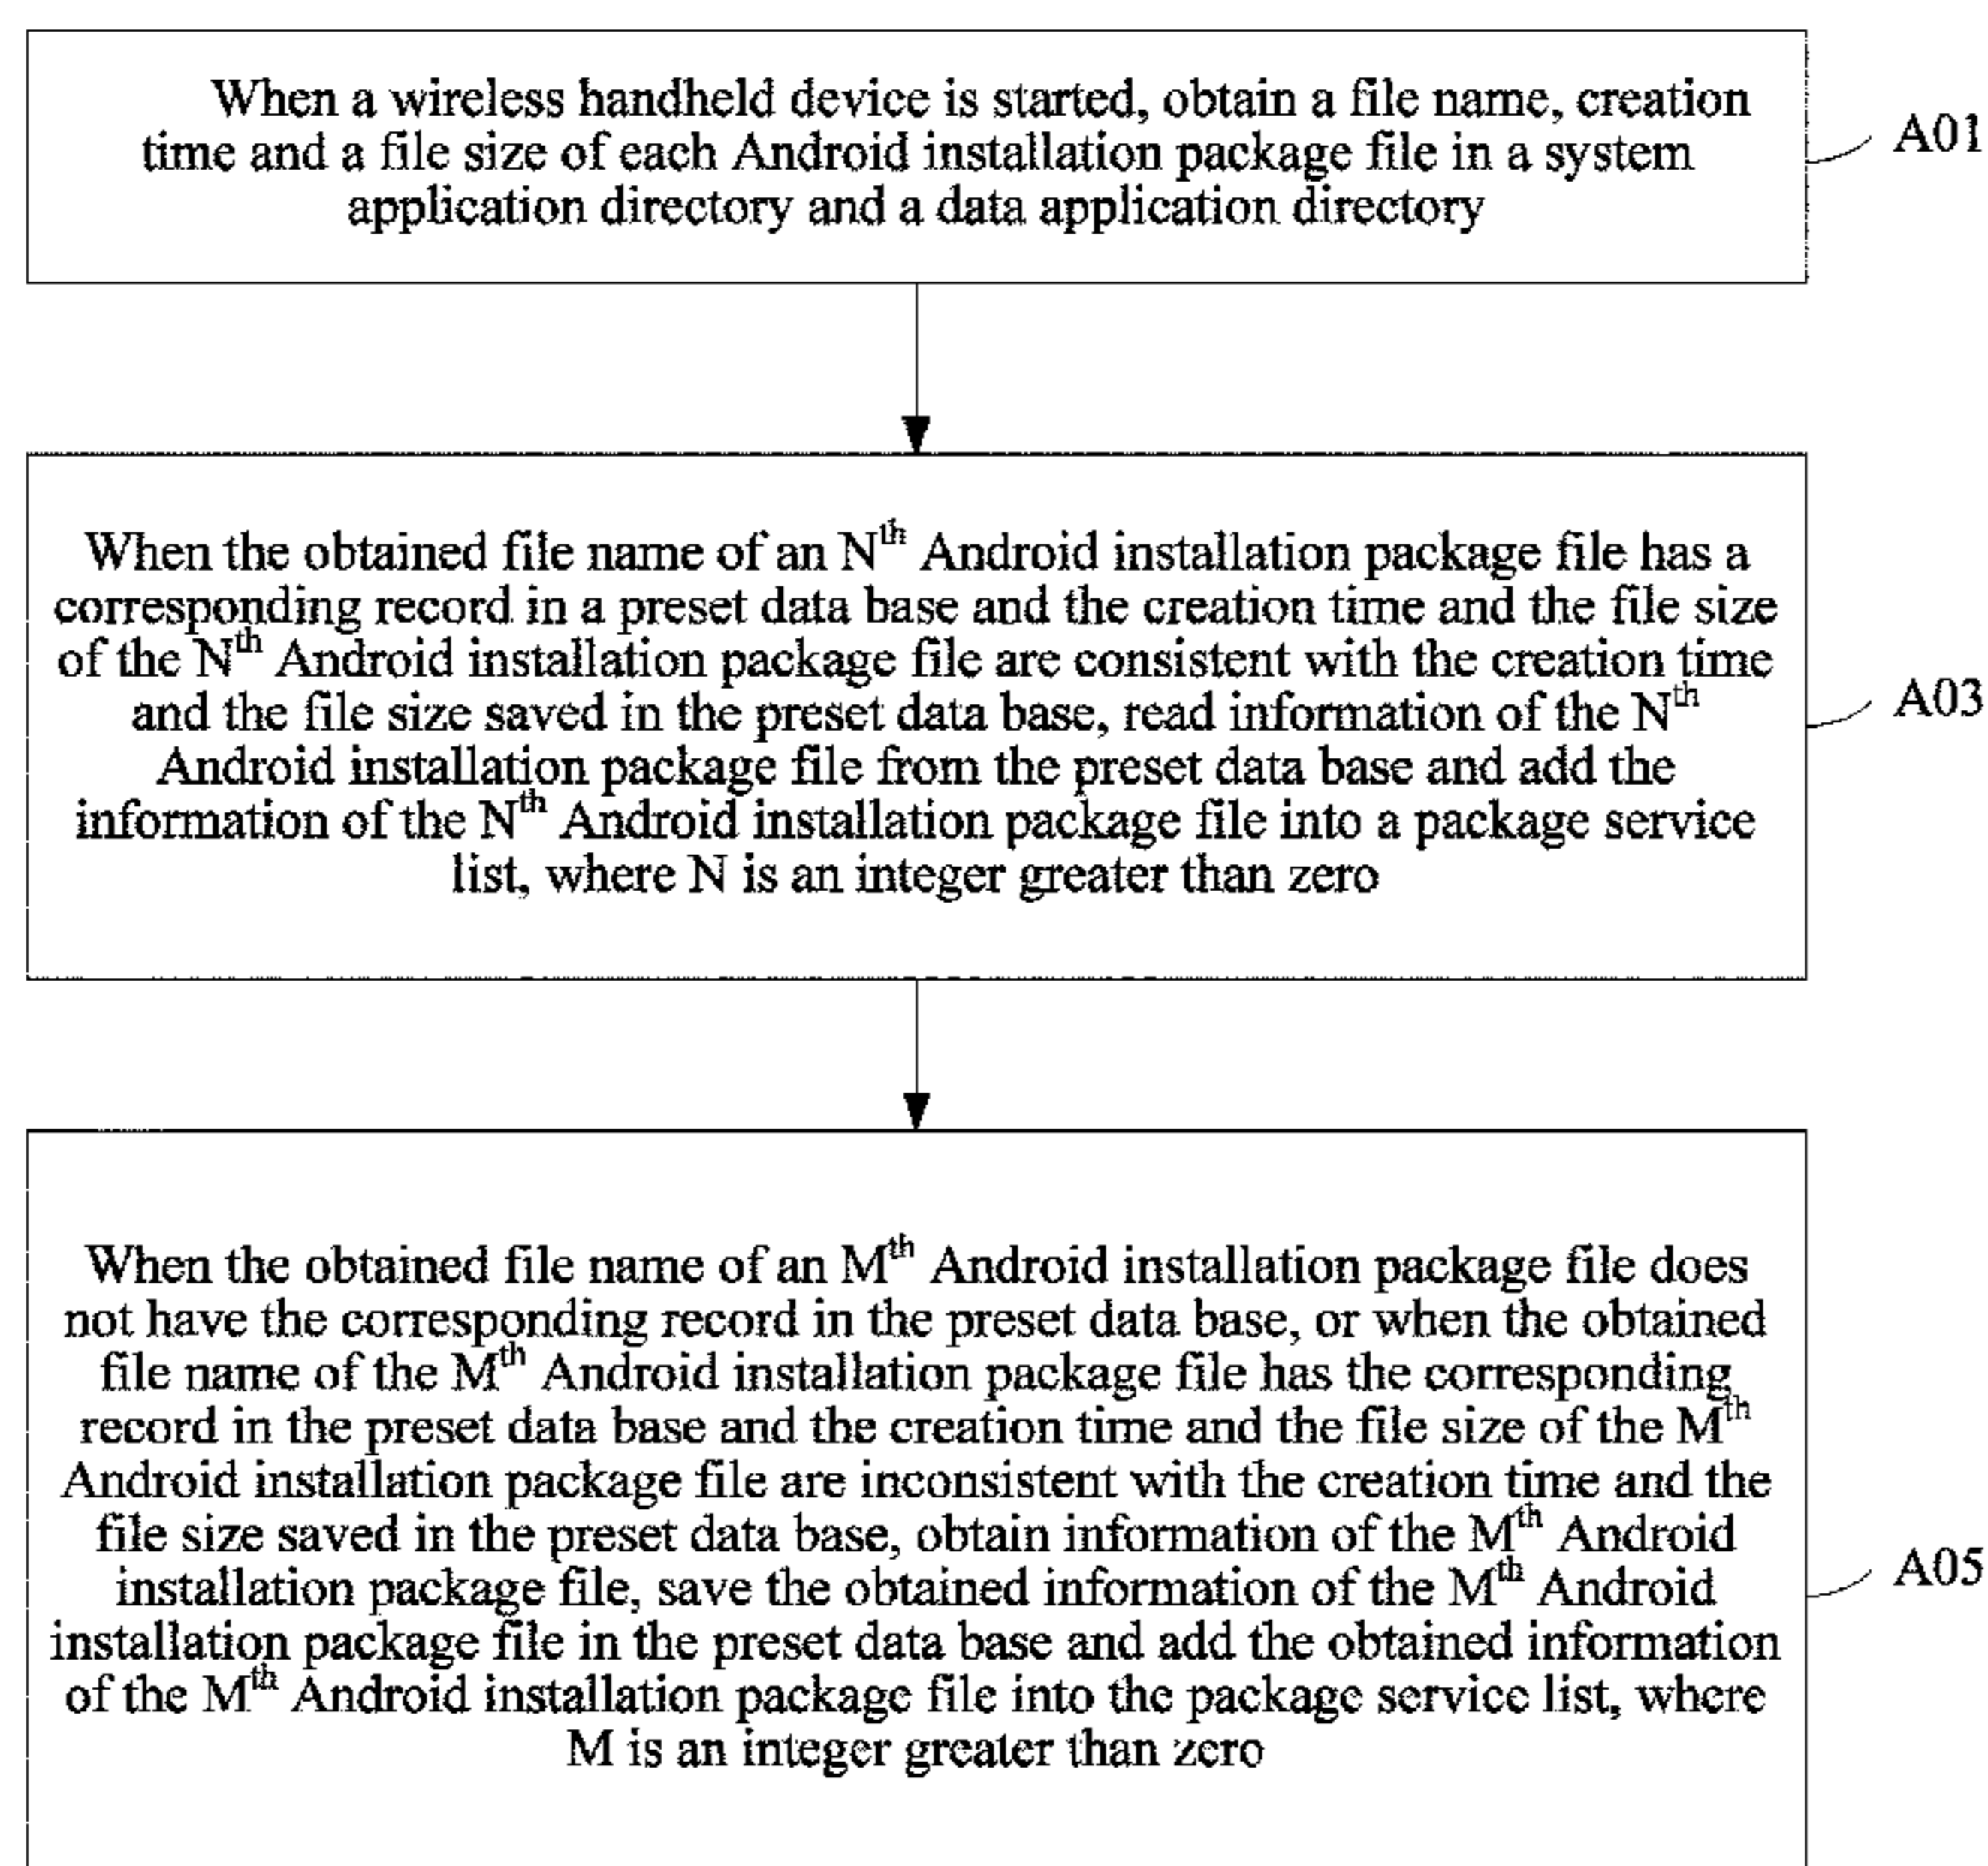 When a wireless handheld device is started, obtain a file name, creation
time and a file size of each Android installation package file in a system
application directory and a data application directory
A01
When the obtained file name of an Nth Android installation package file has a
corresponding record in a preset data base and the creation time and the file size
of the Nth Android installation package file are consistent with the creation time
and the file size saved in the preset data base, read information of the Nth
Android installation package file from the preset data base and add the
information of the Nth Android installation package file into a package service
list, where N is an integer greater than zero
A03
When the obtained file name of an Mth Android installation package file does
not have the corresponding record in the preset data base, or when the obtained
file name of the Mth Android installation package file has the corresponding
record in the preset data base and the creation time and the file size of the Mth
Android installation package file are inconsistent with the creation time and the
file size saved in the preset data base, obtain information of the Mth Android
installation package file, save the obtained information of the Mth Android
installation package file in the preset data base and add the obtained information
of the Mth Android installation package file into the package service list, where
M is an integer greater than zero
A05